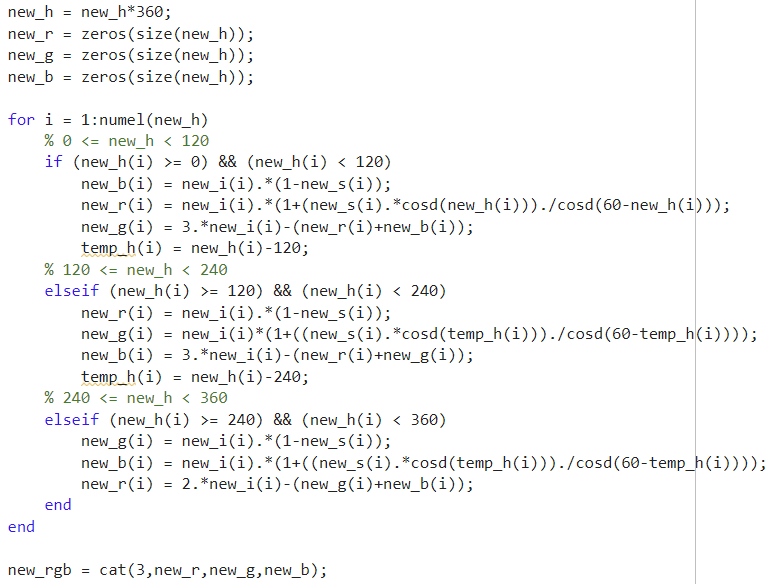 new_h = new_h*360;
new_r = zeros(size(new_h));
new_g = zeros(size(new_h));
new_b = zeros(size(new_h));

for i = 1:numel(new_h)
    % 0 <= new_h < 120
    if (new_h(i) >= 0) && (new_h(i) < 120)
        new_b(i) = new_i(i).*(1-new_s(i));
        new_r(i) = new_i(i).*(1+(new_s(i).*cosd(new_h(i)))./cosd(60-new_h(i)));
        new_g(i) = 3.*new_i(i)-(new_r(i)+new_b(i));
        temp_h(i) = new_h(i)-120;
    % 120 <= new_h < 240
    elseif (new_h(i) >= 120) && (new_h(i) < 240)
        new_r(i) = new_i(i).*(1-new_s(i));
        new_g(i) = new_i(i)*(1+((new_s(i).*cosd(temp_h(i)))./cosd(60-temp_h(i))));
        new_b(i) = 3.*new_i(i)-(new_r(i)+new_g(i));
        temp_h(i) = new_h(i)-240;
    % 240 <= new_h < 360
    elseif (new_h(i) >= 240) && (new_h(i) < 360)
        new_g(i) = new_i(i).*(1-new_s(i));
        new_b(i) = new_i(i).*(1+((new_s(i).*cosd(temp_h(i)))./cosd(60-temp_h(i))));
        new_r(i) = 2.*new_i(i)-(new_g(i)+new_b(i));
    end
end

new_rgb = cat(3,new_r,new_g,new_b);